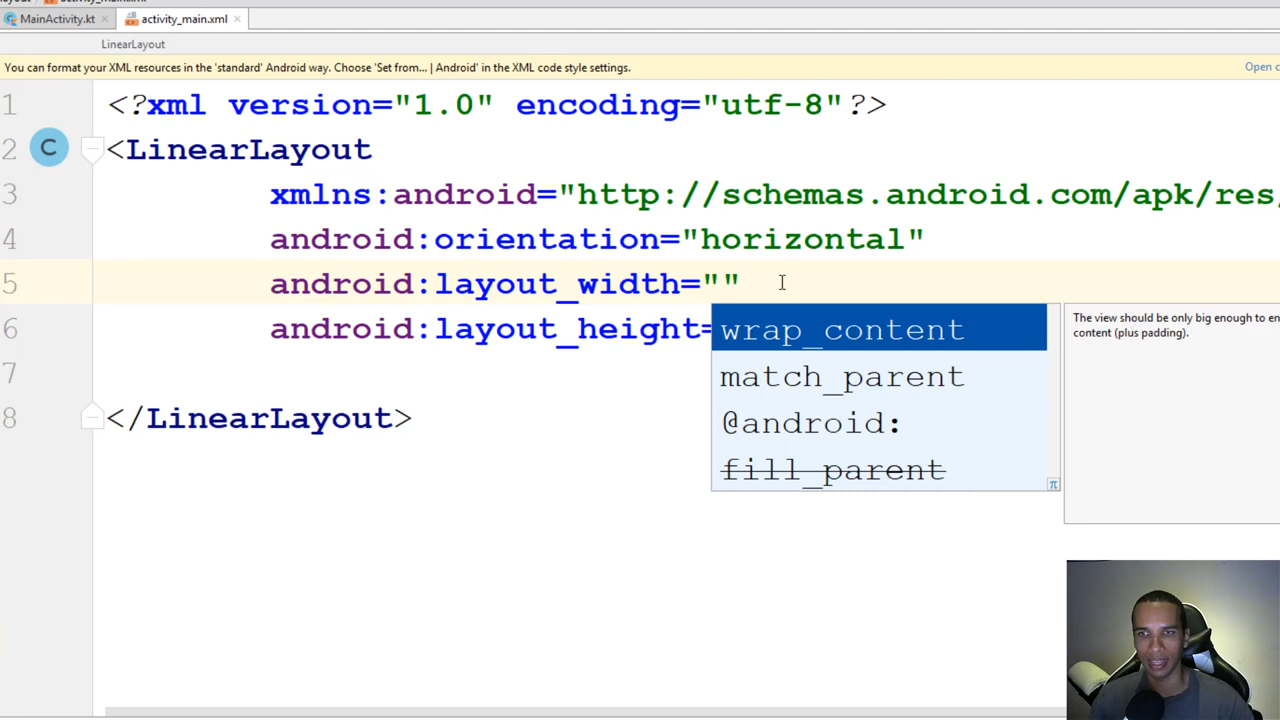 activity_main.xml
MainActivity.kt
activity_main.xml
LinearLayout
You can format your XML resources in the 'standard' Android way. Choose 'Set from... | Android' in the XML code style settings.
Open c
1 <?xml version="1.0" encoding="utf-8"?>
2 C <LinearLayout
3 xmlns:android="http://schemas.android.com/apk/res/
4 android:orientation="horizontal"
5 android:layout_width=""
6 android:layout_height=
7
8 </LinearLayout>
wrap_content
match_parent
@android:
fill_parent
π
The view should be only big enough to en
content (plus padding).